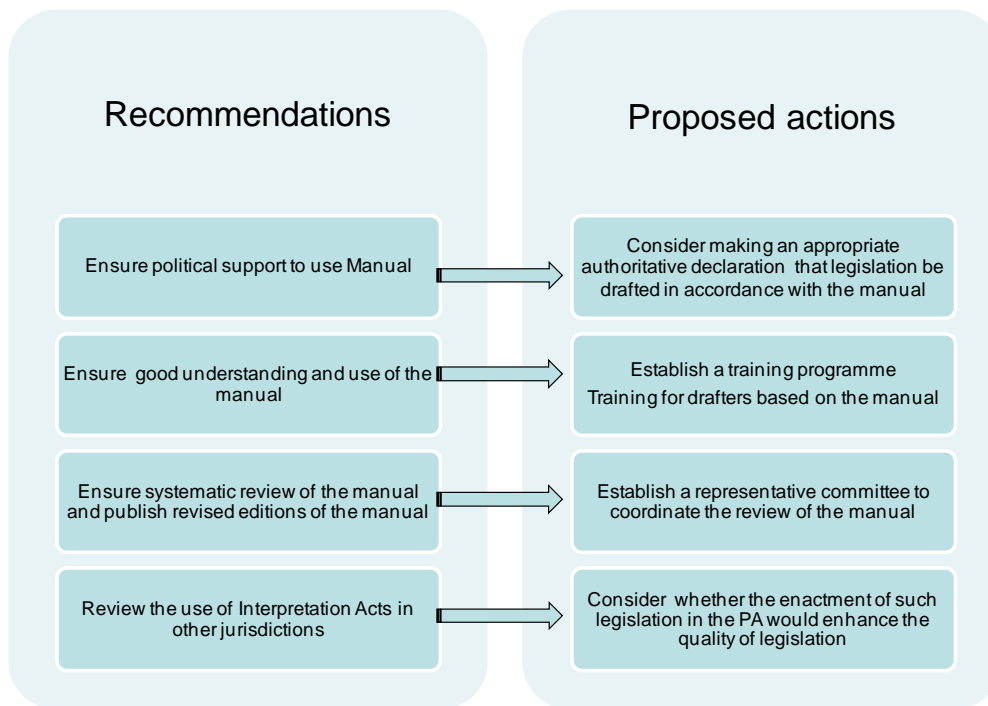 Recommendations
Proposed actions
Ensure political support to use Manual
Consider making an appropriate
authoritative declaration that legislation be
drafted in accordance with the manual
Ensure good understanding and use of the
manual
Establish a training programme
Training for drafters based on the manual
Ensure systematic review of the manual
and publish revised editions of the manual
Establish a representative committee to
coordinate the review of the manual
Review the use of Interpretation Acts in
other jurisdictions
Consider whether the enactment of such
legislation in the PA would enhance the
quality of legislation